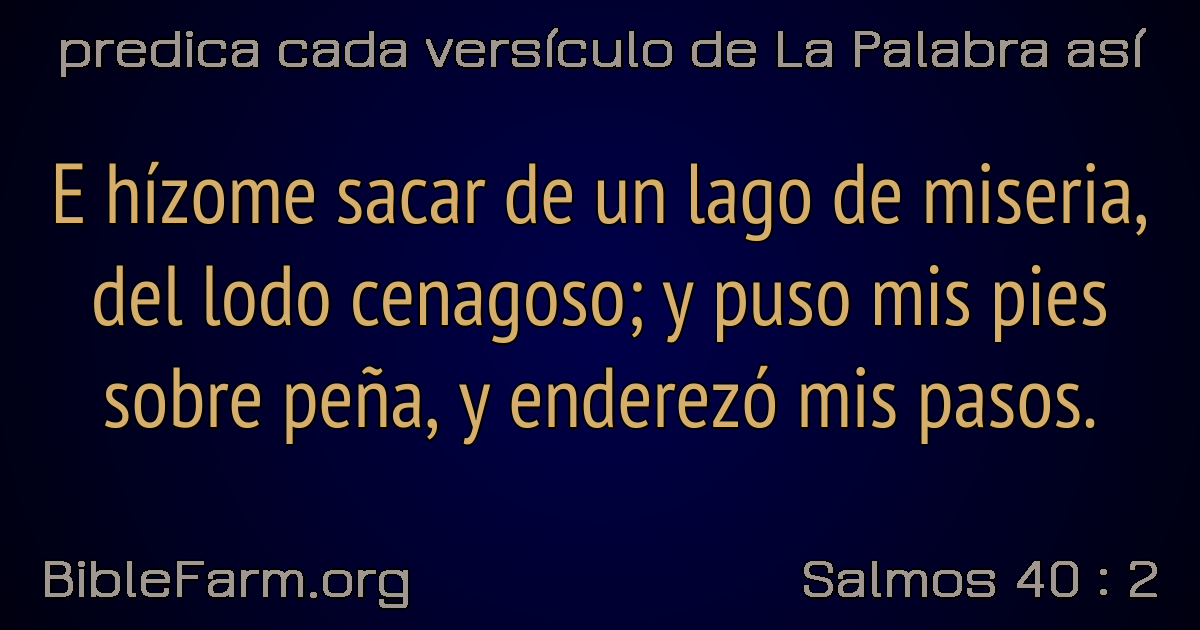 predica cada versículo de La Palabra así
E hízome sacar de un lago de miseria,
del lodo cenagoso; y puso mis pies
sobre peña, y enderezó mis pasos.
BibleFarm.org
Salmos 40 : 2